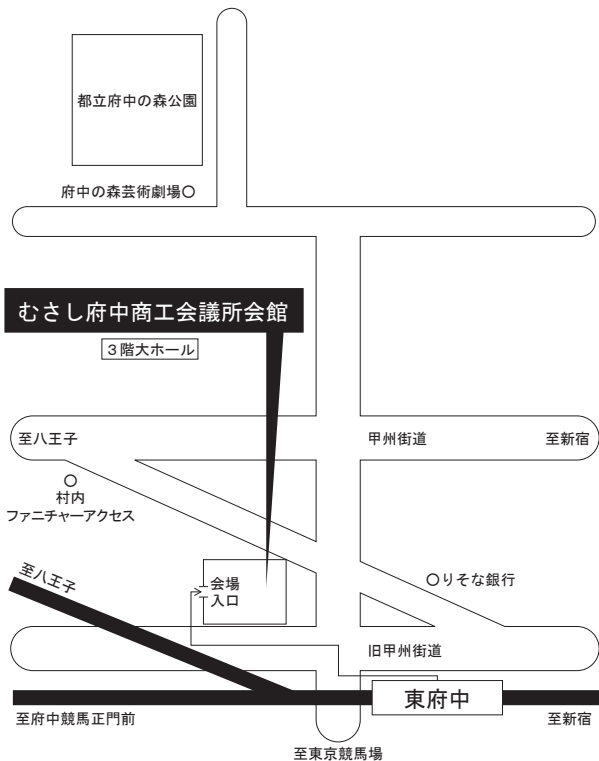 都立府中の森公園
府中の森芸術劇場
むさし府中商工会議所会館
3階大ホール
至八王子
甲州街道
至新宿
村内
ファニチャーアクセス
至八王子
会場
入口
りそな銀行
旧甲州街道
東府中
至府中競馬正門前
至新宿
至東京競馬場